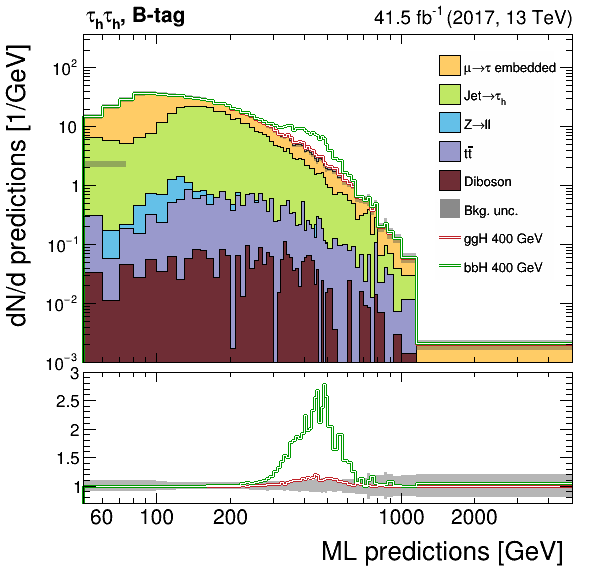 τhτh, B-tag
41.5 fb⁻¹ (2017, 13 TeV)
dN/d predictions [1/GeV]
10²
10
1
10⁻¹
10⁻²
10⁻³
μ→τ embedded
Jet→τh
Z→ll
tt̄
Diboson
Bkg. unc.
ggH 400 GeV
bbH 400 GeV
3
2.5
2
1.5
1
60 100 200 1000 2000
ML predictions [GeV]